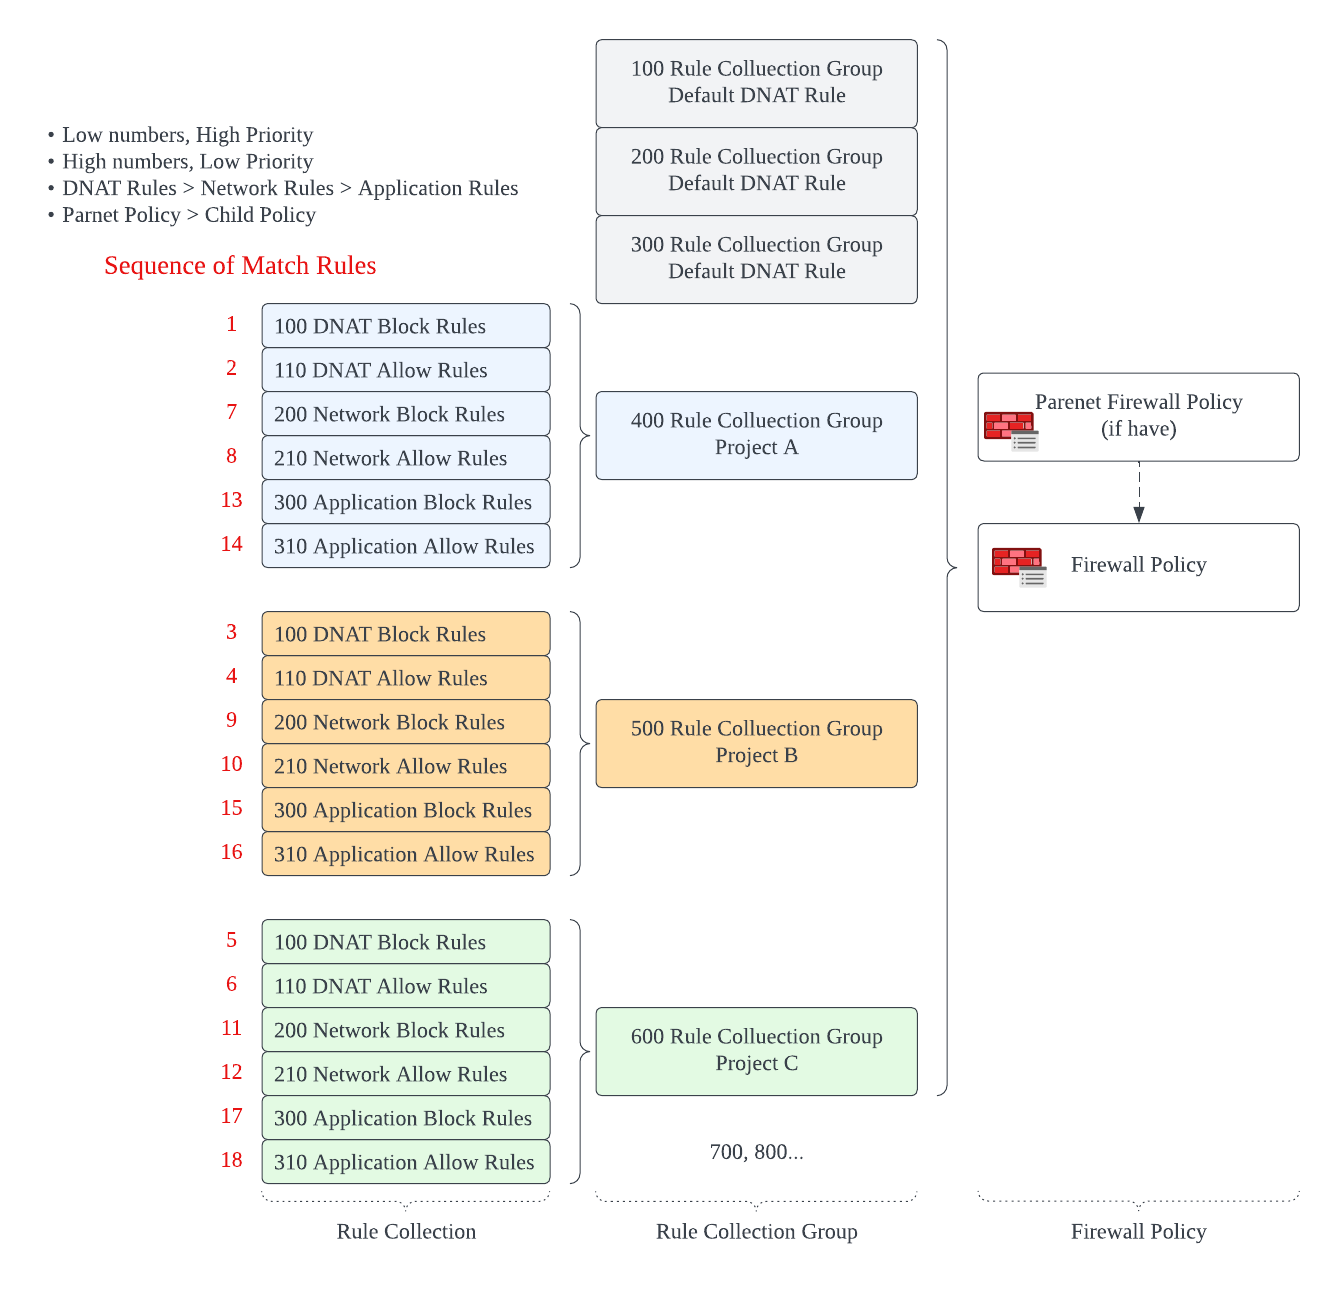 • Low numbers, High Priority
• High numbers, Low Priority
• DNAT Rules > Network Rules > Application Rules
• Parnet Policy > Child Policy
Sequence of Match Rules
100 Rule Colluection Group
Default DNAT Rule
200 Rule Colluection Group
Default DNAT Rule
300 Rule Colluection Group
Default DNAT Rule
1 100 DNAT Block Rules
2 110 DNAT Allow Rules
7 200 Network Block Rules
8 210 Network Allow Rules
13 300 Application Block Rules
14 310 Application Allow Rules
400 Rule Colluection Group
Project A
Parenet Firewall Policy
(if have)
Firewall Policy
3 100 DNAT Block Rules
4 110 DNAT Allow Rules
9 200 Network Block Rules
10 210 Network Allow Rules
15 300 Application Block Rules
16 310 Application Allow Rules
500 Rule Colluection Group
Project B
5 100 DNAT Block Rules
6 110 DNAT Allow Rules
11 200 Network Block Rules
12 210 Network Allow Rules
17 300 Application Block Rules
18 310 Application Allow Rules
600 Rule Colluection Group
Project C
700, 800...
Rule Collection
Rule Collection Group
Firewall Policy